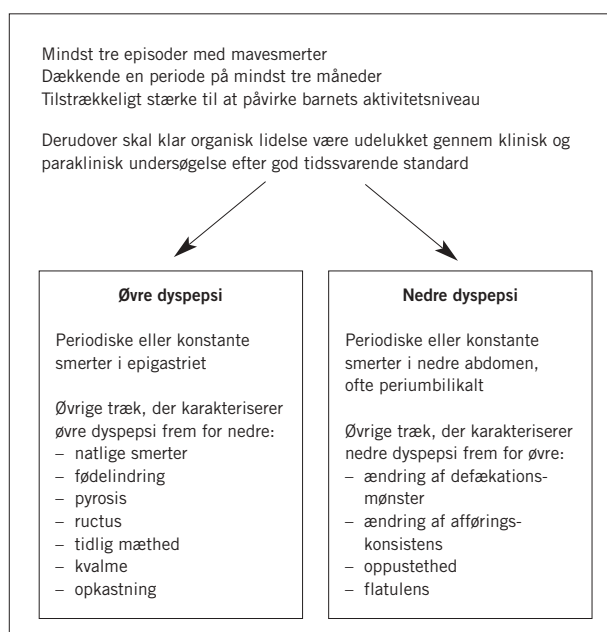 Mindst tre episoder med mavesmerter
Dækkende en periode på mindst tre måneder
Tilstrækkeligt stærke til at påvirke barnets aktivitetsniveau
Derudover skal klar organisk lidelse være udelukket gennem klinisk og
paraklinisk undersøgelse efter god tidssvarende standard
Øvre dyspepsi
Periodiske eller konstante
smerter i epigastriet
Øvrige træk, der karakteriserer
øvre dyspepsi frem for nedre:
– natlige smerter
– fødelindring
– pyrosis
– ructus
– tidlig mæthed
– kvalme
– opkastning
Nedre dyspepsi
Periodiske eller konstante
smerter i nedre abdomen,
ofte periumbilikalt
Øvrige træk, der karakteriserer
nedre dyspepsi frem for øvre:
– ændring af defækations-
mønster
– ændring af afførings-
konsistens
– oppustethed
– flatulens